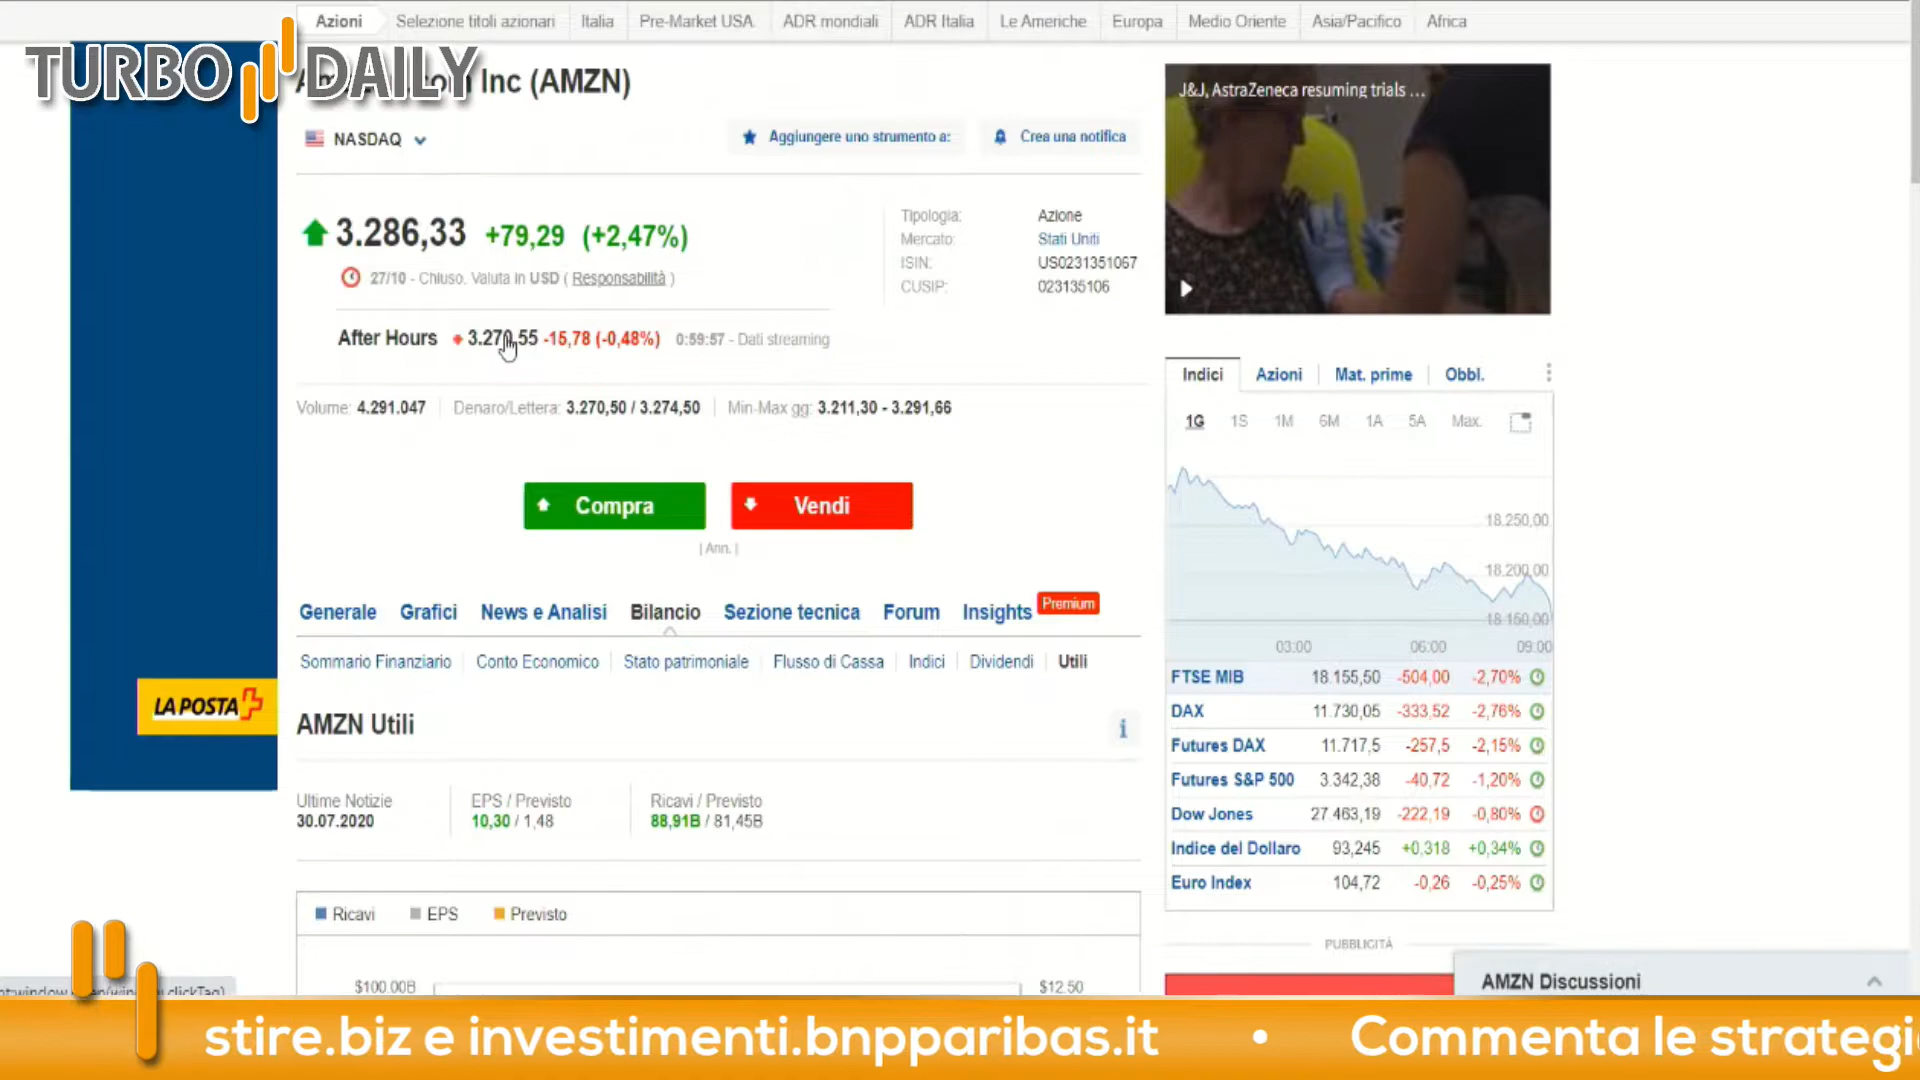 Azioni
Selezione titoli azionari
Italia
Pre-Market USA
ADR mondiali
ADR Italia
Le Americhe
Europa
Medio Oriente
Asia/Pacifico
Africa
TURBO DAILY
Inc (AMZN)
NASDAQ
Aggiungere uno strumento a:
Crea una notifica
3.286,33 +79,29 (+2,47%)
27/10 - Chiuso. Valuta in USD ( Responsabilità )
After Hours 3.270,55 -15,78 (-0,48%) 0:59:57 - Dati streaming
Tipologia: Azione
Mercato: Stati Uniti
ISIN: US0231351067
CUSIP: 023135106
Volume: 4.291.047
Denaro/Lettera: 3.270,50 / 3.274,50
Min-Max gg: 3.211,30 - 3.291,66
Compra
Vendi
| Ann. |
Generale
Grafici
News e Analisi
Bilancio
Sezione tecnica
Forum
Insights
Premium
Sommario Finanziario
Conto Economico
Stato patrimoniale
Flusso di Cassa
Indici
Dividendi
Utili
LA POSTA
AMZN Utili
i
Ultime Notizie
30.07.2020
EPS / Previsto
10,30 / 1,48
Ricavi / Previsto
88,91B / 81,45B
Ricavi
EPS
Previsto
$100.00B
$12.50
J&J, AstraZeneca resuming trials ...
Indici
Azioni
Mat. prime
Obbl.
1G
1S
1M
6M
1A
5A
Max.
18.250,00
18.200,00
18.150,00
03:00
06:00
09:00
FTSE MIB 18.155,50 -504,00 -2,70%
DAX 11.730,05 -333,52 -2,76%
Futures DAX 11.717,5 -257,5 -2,15%
Futures S&P 500 3.342,38 -40,72 -1,20%
Dow Jones 27.463,19 -222,19 -0,80%
Indice del Dollaro 93,245 +0,318 +0,34%
Euro Index 104,72 -0,26 -0,25%
PUBBLICITÀ
AMZN Discussioni
stire.biz e investimenti.bnpparibas.it • Commenta le strategi